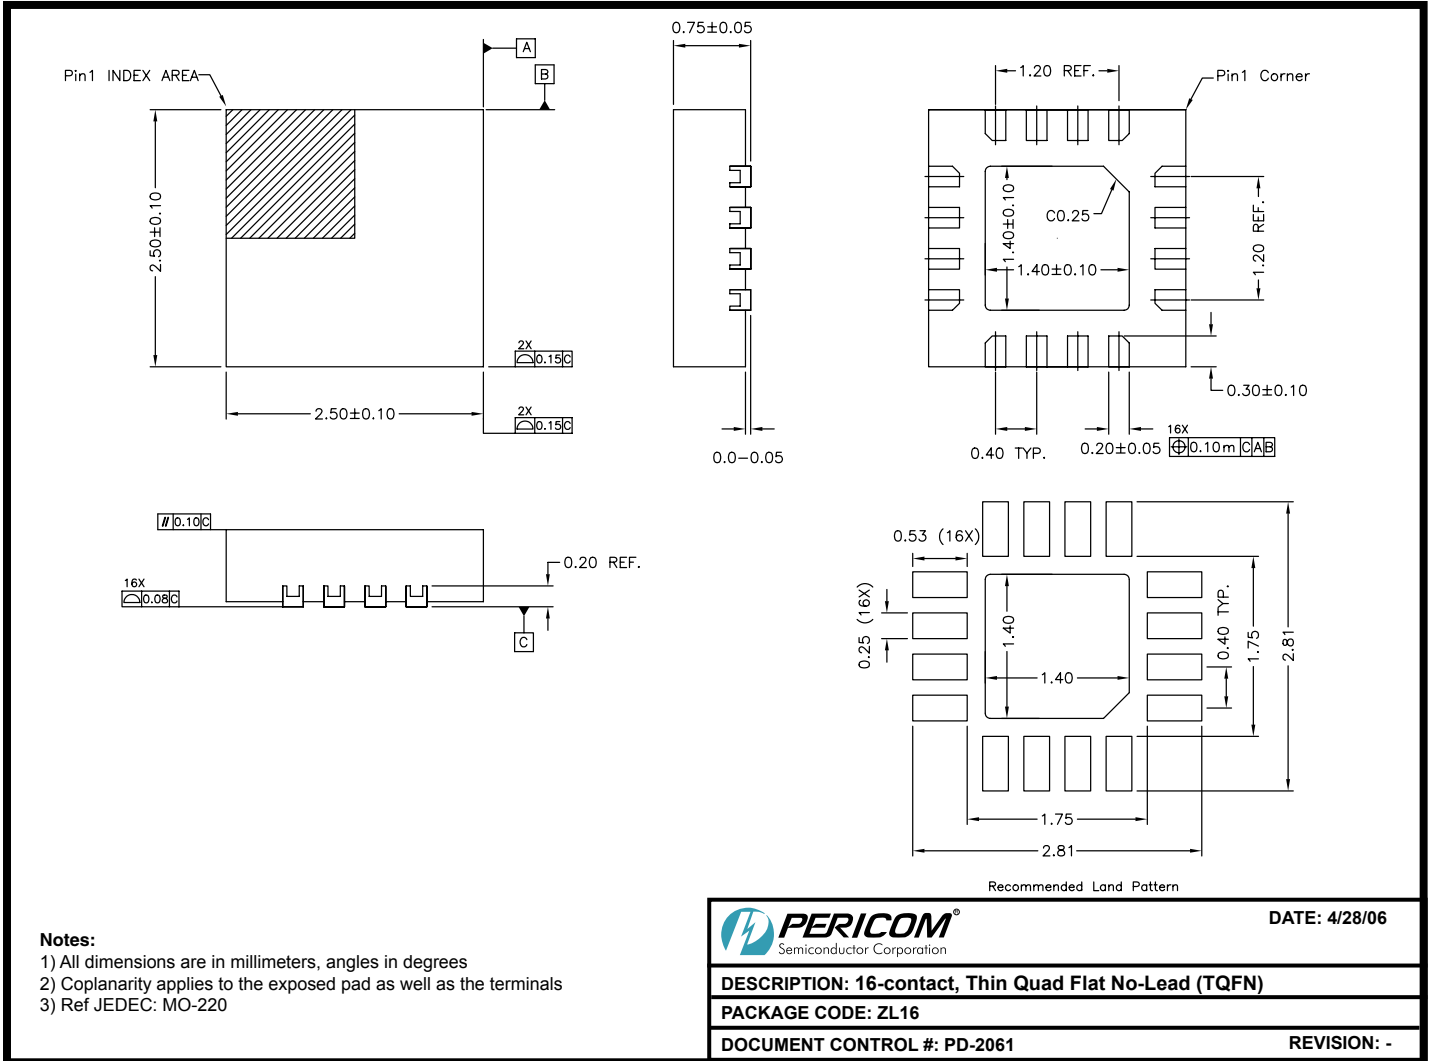 Pin1 INDEX AREA
A
B
2.50±0.10
2.50±0.10
2X
0.15 C
2X
0.15 C
0.75±0.05
0.0-0.05
1.20 REF.
Pin1 Corner
1.40±0.10
C0.25
1.40±0.10
1.20 REF.
0.30±0.10
0.40 TYP.
0.20±0.05
16X
0.10m C A B
// 0.10 C
16X
0.08 C
0.20 REF.
C
0.53 (16X)
0.25 (16X)
1.40
1.40
0.40 TYP.
1.75
2.81
1.75
2.81
Recommended Land Pattern
Notes:
1) All dimensions are in millimeters, angles in degrees
2) Coplanarity applies to the exposed pad as well as the terminals
3) Ref JEDEC: MO-220
PERICOM®
Semiconductor Corporation
DATE: 4/28/06
DESCRIPTION: 16-contact, Thin Quad Flat No-Lead (TQFN)
PACKAGE CODE: ZL16
DOCUMENT CONTROL #: PD-2061
REVISION: -